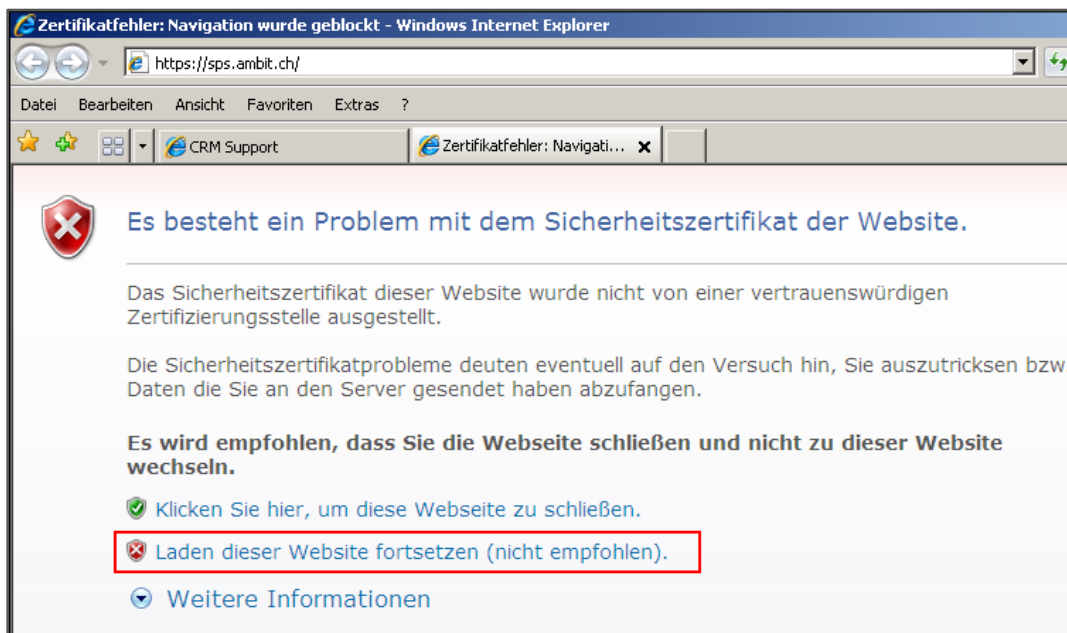 Zertifikatfehler: Navigation wurde geblockt - Windows Internet Explorer
https://sps.ambit.ch/
Datei Bearbeiten Ansicht Favoriten Extras ?
CRM Support Zertifikatfehler: Navigati...
Es besteht ein Problem mit dem Sicherheitszertifikat der Website.
Das Sicherheitszertifikat dieser Website wurde nicht von einer vertrauenswürdigen
Zertifizierungsstelle ausgestellt.
Die Sicherheitszertifikatprobleme deuten eventuell auf den Versuch hin, Sie auszutricksen bzw
Daten die Sie an den Server gesendet haben abzufangen.
Es wird empfohlen, dass Sie die Webseite schließen und nicht zu dieser Website
wechseln.
Klicken Sie hier, um diese Webseite zu schließen.
Laden dieser Website fortsetzen (nicht empfohlen).
Weitere Informationen